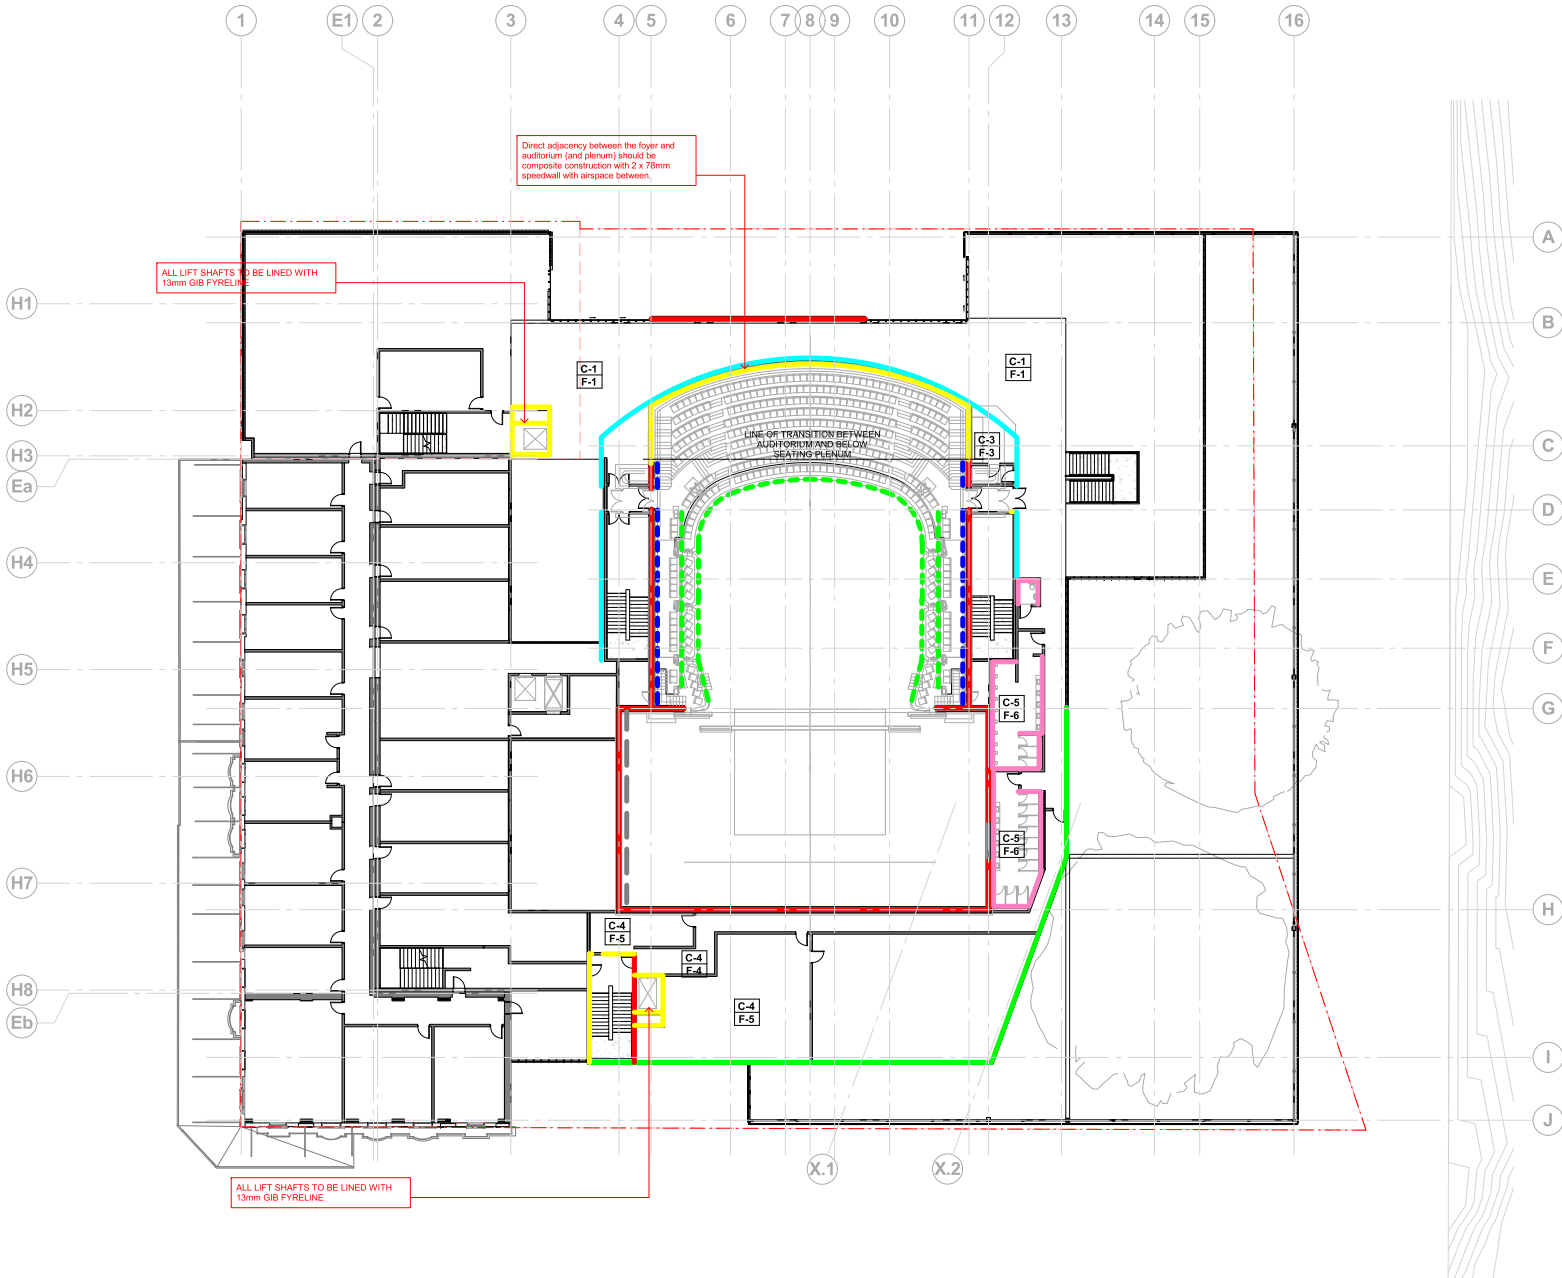 1
E1
2
3
4
5
6
7
8
9
10
11
12
13
14
15
16
Direct adjacency between the foyer and
auditorium (and plenum) should be
composite construction with 2 x 78mm
speedwall with airspace between.
A
ALL LIFT SHAFTS TO BE LINED WITH
13mm GIB FYRELINE
H1
B
C-1
F-1
C-1
F-1
H2
LINE OF TRANSITION BETWEEN
AUDITORIUM AND BELOW
SEATING PLENUM
C-3
F-3
C
H3
Ea
D
H4
E
F
H5
C-5
F-6
G
H6
C-5
F-6
H7
H
C-4
F-5
C-4
F-4
H8
C-4
F-5
Eb
I
J
X.1
X.2
ALL LIFT SHAFTS TO BE LINED WITH
13mm GIB FYRELINE